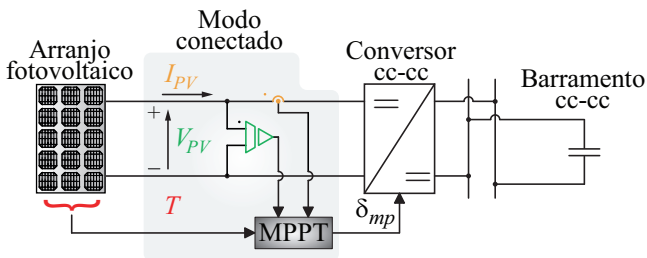 Modo
conectado
Arranjo
fotovoltaico
I_PV
+
V_PV
−
T
MPPT
Conversor
cc-cc
δ_mp
Barramento
cc-cc